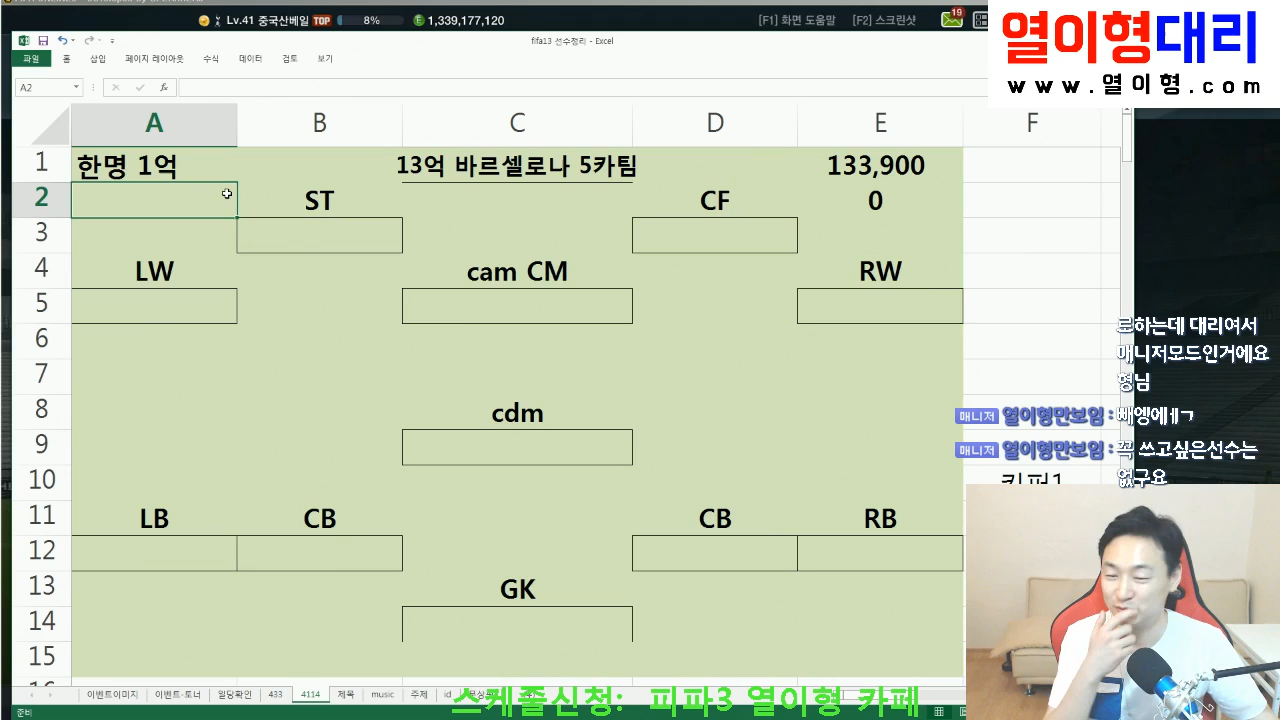 Lv.41 중국산베일 TOP 8% 1,339,177,120 [F1] 화면 도움말 [F2] 스크린샷 19
열이형대리
www.열이형.com
fifa13 선수정리 - Excel
파일 홈 삽입 페이지 레이아웃 수식 데이터 검토 보기
A2 fx
A B C D E F
1 한명 1억 13억 바르셀로나 5카팀 133,900
2 ST CF 0
3
4 LW cam CM RW
5
6
7
8 cdm
9
10 키퍼1
11 LB CB CB RB
12
13 GK
14
15
로하는데 대리여서
매니저모드인거에요
형님
매니저 열이형만보임 : 빼엥에ㅔㄱ
매니저 열이형만보임 : 꼭 쓰고싶은선수는
없구요
이벤트이미지 이벤트-토너 일당확인 433 4114 제목 music 주제 id
스케줄신청: 피파3 열이형 카페
준비